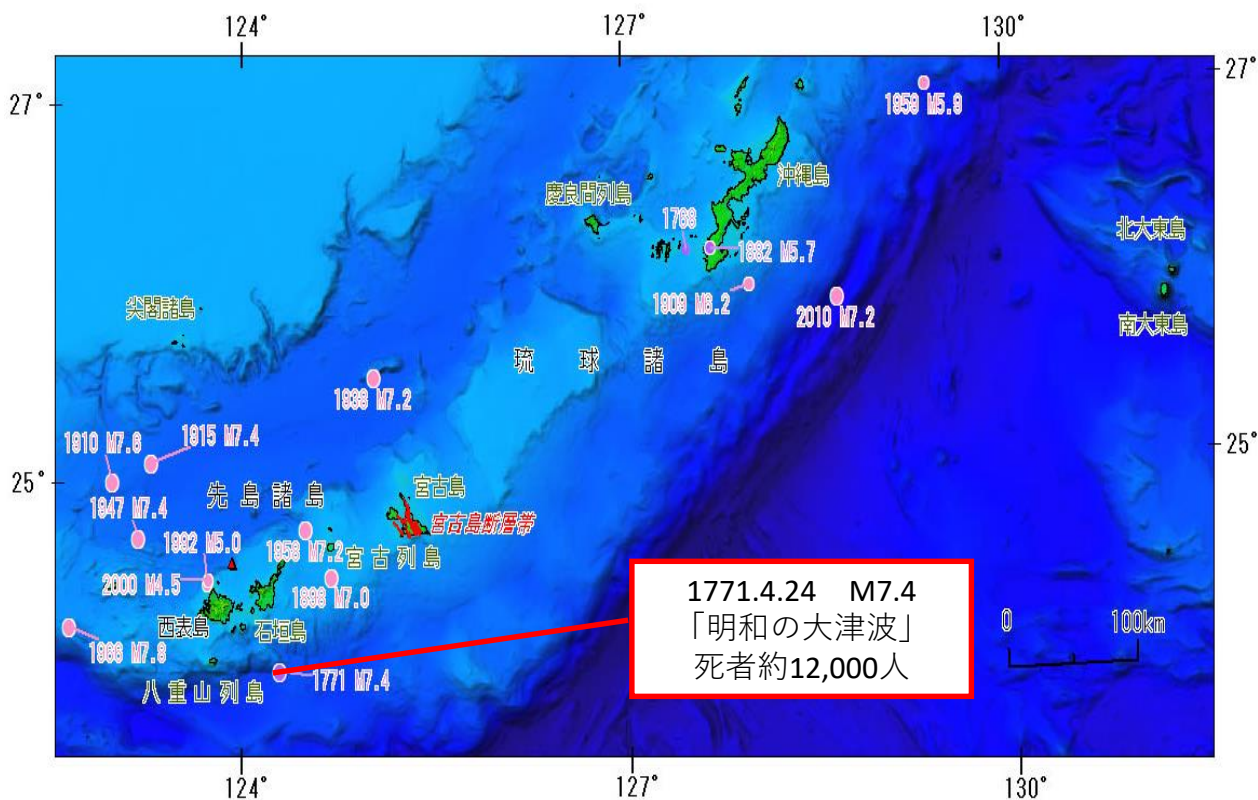 124°
127°
130°
27°
27°
1959 M5.9
沖縄島
慶良間列島
1768
1882 M5.7
北大東島
1909 M6.2
2010 M7.2
南大東島
尖閣諸島
琉球諸島
1938 M7.2
1910 M7.6
1915 M7.4
25°
25°
先島諸島
宮古島
1947 M7.4
宮古島断層帯
1992 M5.0
1958 M7.2
宮古列島
2000 M4.5
1898 M7.0
西表島
石垣島
1966 M7.8
1771 M7.4
八重山列島
1771.4.24 M7.4
「明和の大津波」
死者約12,000人
0
100km
124°
127°
130°